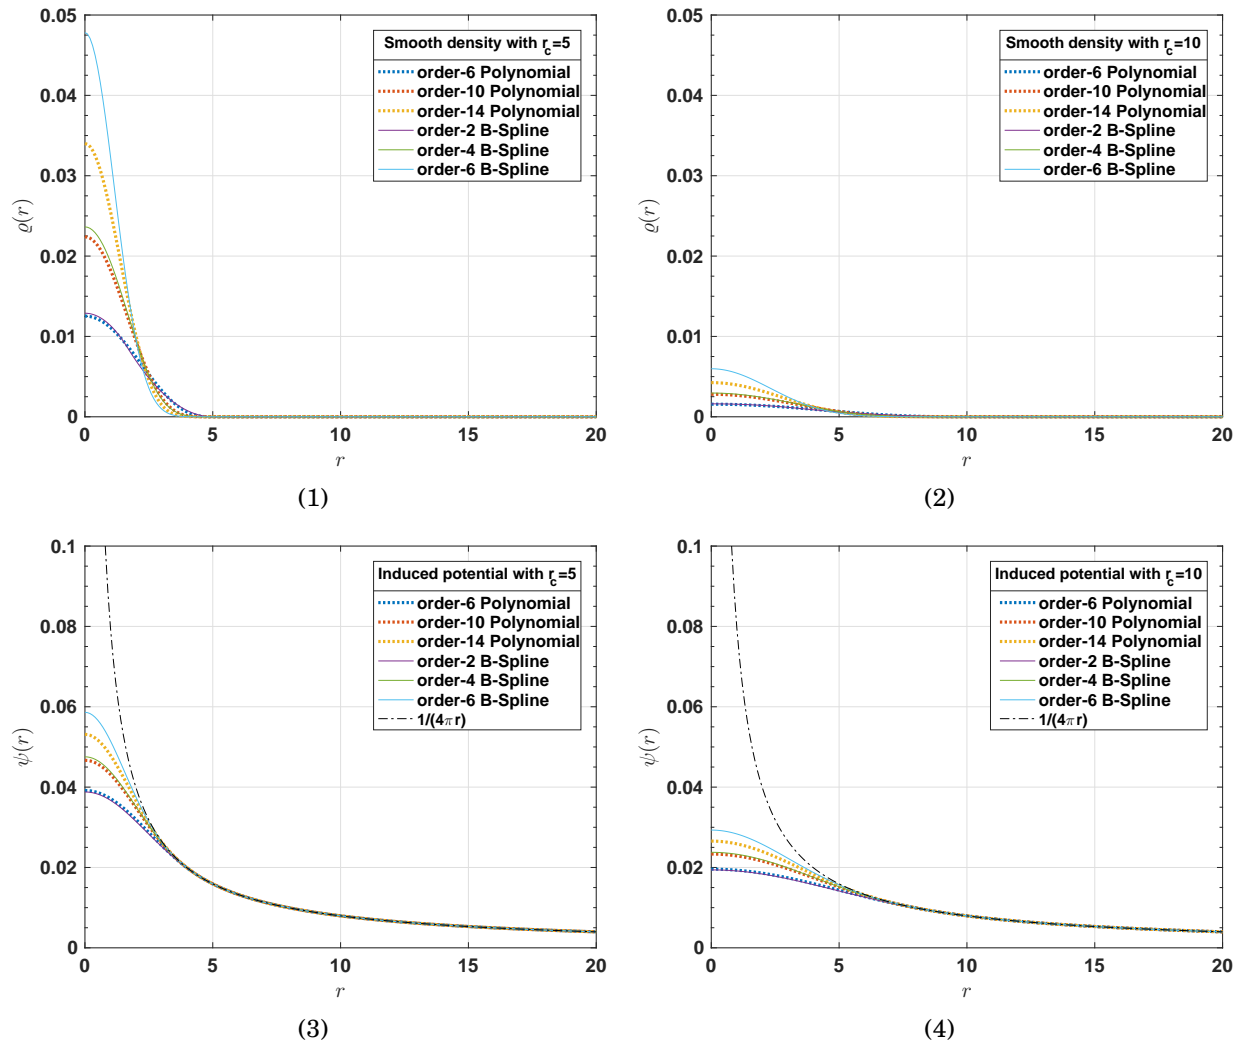 0.05
0.04
0.03
0.02
0.01
0
ϱ(r)
0 5 10 15 20
r
Smooth density with r_c=5
order-6 Polynomial
order-10 Polynomial
order-14 Polynomial
order-2 B-Spline
order-4 B-Spline
order-6 B-Spline
(1)
0.05
0.04
0.03
0.02
0.01
0
ϱ(r)
0 5 10 15 20
r
Smooth density with r_c=10
order-6 Polynomial
order-10 Polynomial
order-14 Polynomial
order-2 B-Spline
order-4 B-Spline
order-6 B-Spline
(2)
0.1
0.08
0.06
0.04
0.02
0
ψ(r)
0 5 10 15 20
r
Induced potential with r_c=5
order-6 Polynomial
order-10 Polynomial
order-14 Polynomial
order-2 B-Spline
order-4 B-Spline
order-6 B-Spline
1/(4πr)
(3)
0.1
0.08
0.06
0.04
0.02
0
ψ(r)
0 5 10 15 20
r
Induced potential with r_c=10
order-6 Polynomial
order-10 Polynomial
order-14 Polynomial
order-2 B-Spline
order-4 B-Spline
order-6 B-Spline
1/(4πr)
(4)